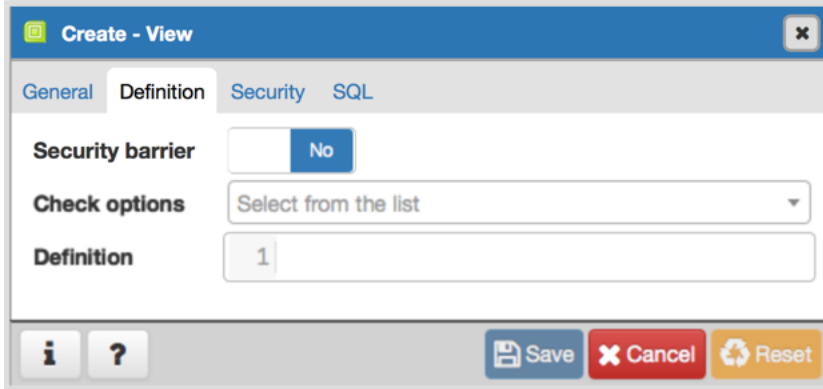 Create - View
General Definition Security SQL
Security barrier No
Check options Select from the list
Definition 1
i ? Save Cancel Reset